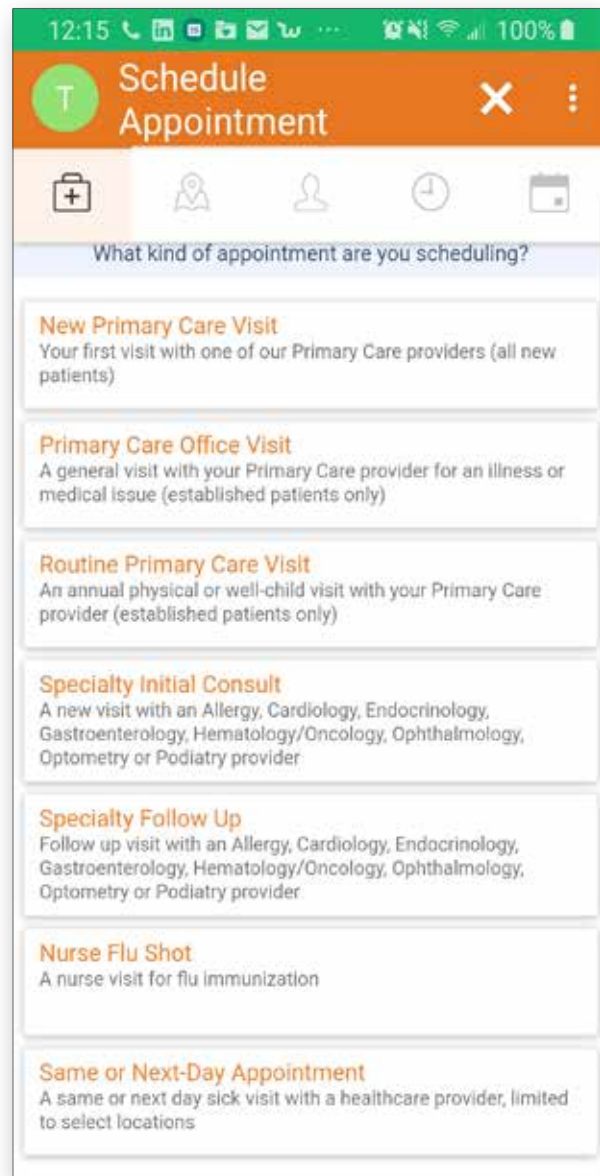 12:15 ... 100%
T
Schedule
Appointment
What kind of appointment are you scheduling?
New Primary Care Visit
Your first visit with one of our Primary Care providers (all new
patients)
Primary Care Office Visit
A general visit with your Primary Care provider for an illness or
medical issue (established patients only)
Routine Primary Care Visit
An annual physical or well-child visit with your Primary Care
provider (established patients only)
Specialty Initial Consult
A new visit with an Allergy, Cardiology, Endocrinology,
Gastroenterology, Hematology/Oncology, Ophthalmology,
Optometry or Podiatry provider
Specialty Follow Up
Follow up visit with an Allergy, Cardiology, Endocrinology,
Gastroenterology, Hematology/Oncology, Ophthalmology,
Optometry or Podiatry provider
Nurse Flu Shot
A nurse visit for flu immunization
Same or Next-Day Appointment
A same or next day sick visit with a healthcare provider, limited
to select locations